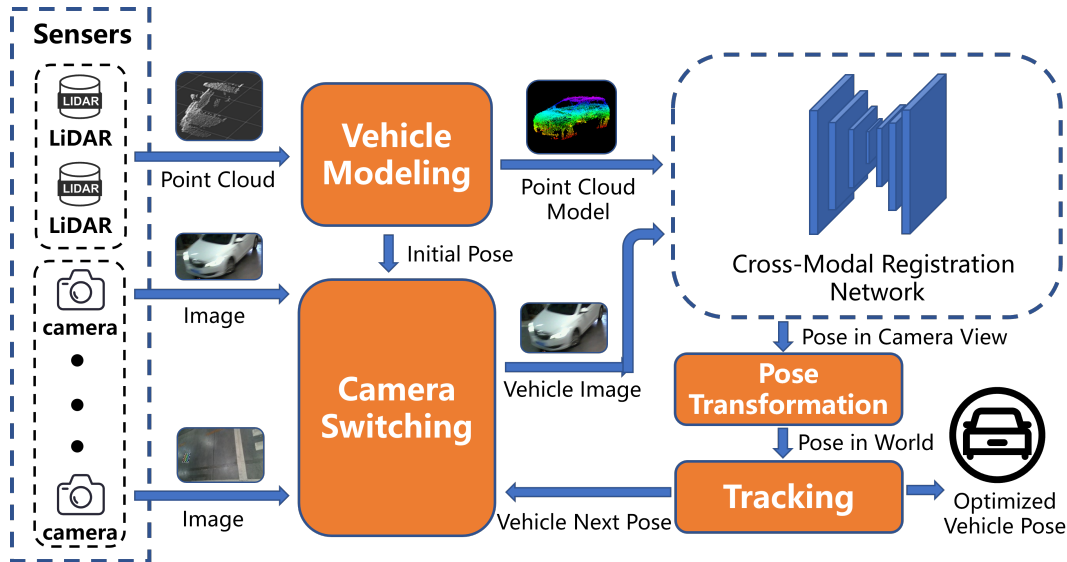 Sensers
LiDAR
LiDAR
LiDAR
LiDAR
camera
camera
Point Cloud
Image
Image
Vehicle
Modeling
Initial Pose
Camera
Switching
Point Cloud
Model
Vehicle Image
Vehicle Next Pose
Cross-Modal Registration
Network
Pose in Camera View
Pose
Transformation
Pose in World
Tracking
Optimized
Vehicle Pose